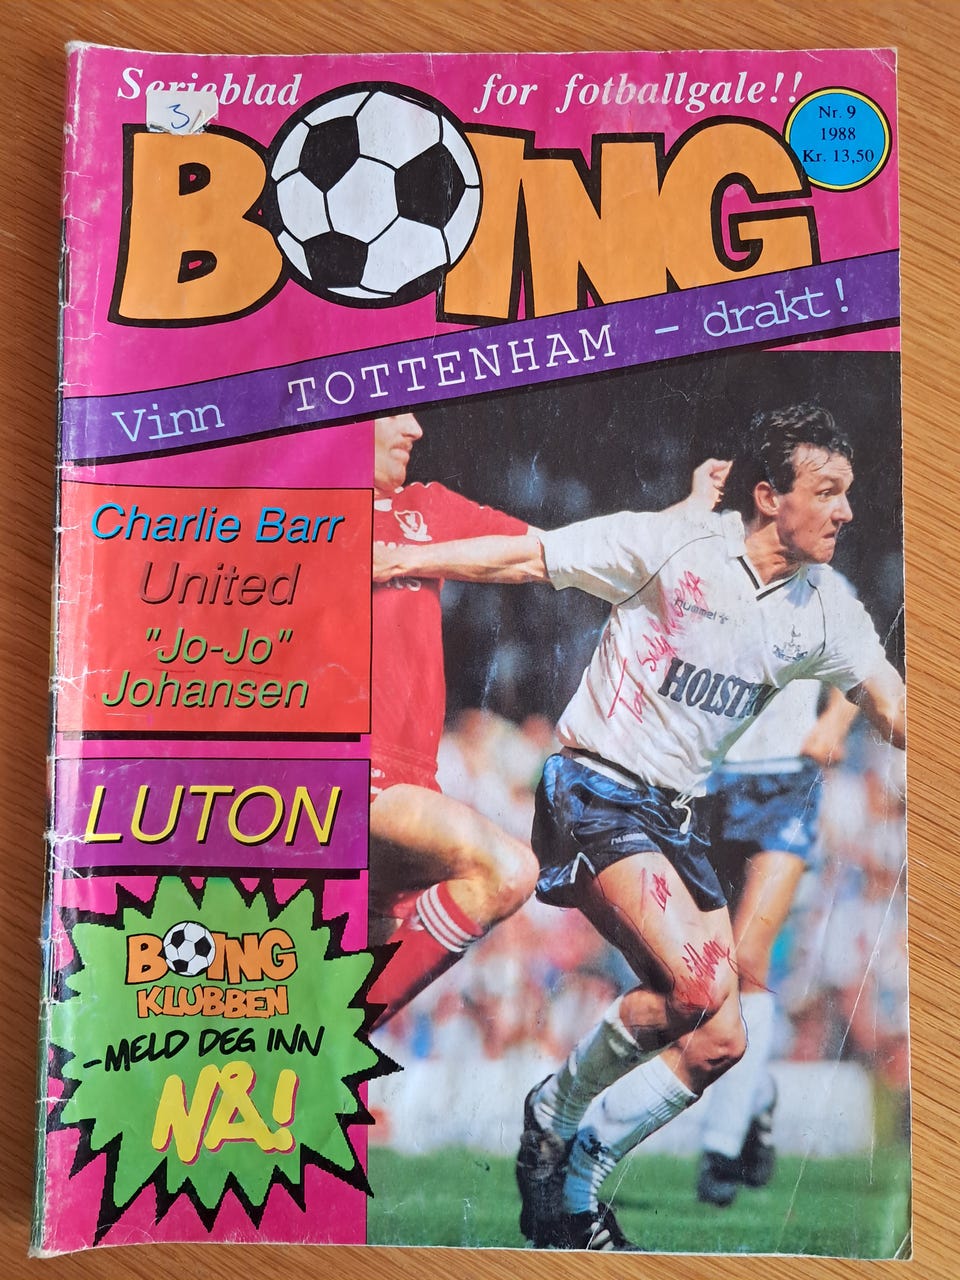 Serieblad for fotballgale!!
3
BOING
Nr. 9
1988
Kr. 13,50
Vinn TOTTENHAM - drakt!
Charlie Barr
United
"Jo-Jo"
Johansen
LUTON
BOING
KLUBBEN
-MELD DEG INN
NÅ!
hummel
HOLSTEN
Tor